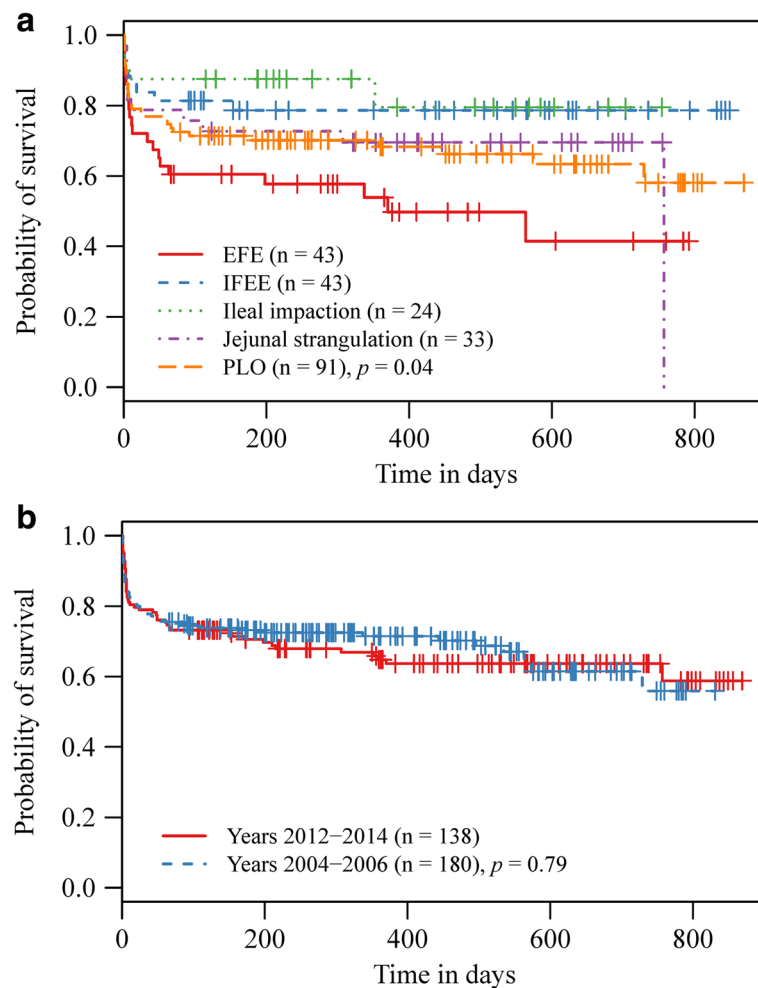 a
1.0
0.8
0.6
0.4
0.2
0.0
Probability of survival
EFE (n = 43)
IFEE (n = 43)
Ileal impaction (n = 24)
Jejunal strangulation (n = 33)
PLO (n = 91), p = 0.04
0 200 400 600 800
Time in days
b
1.0
0.8
0.6
0.4
0.2
0.0
Probability of survival
Years 2012−2014 (n = 138)
Years 2004−2006 (n = 180), p = 0.79
0 200 400 600 800
Time in days